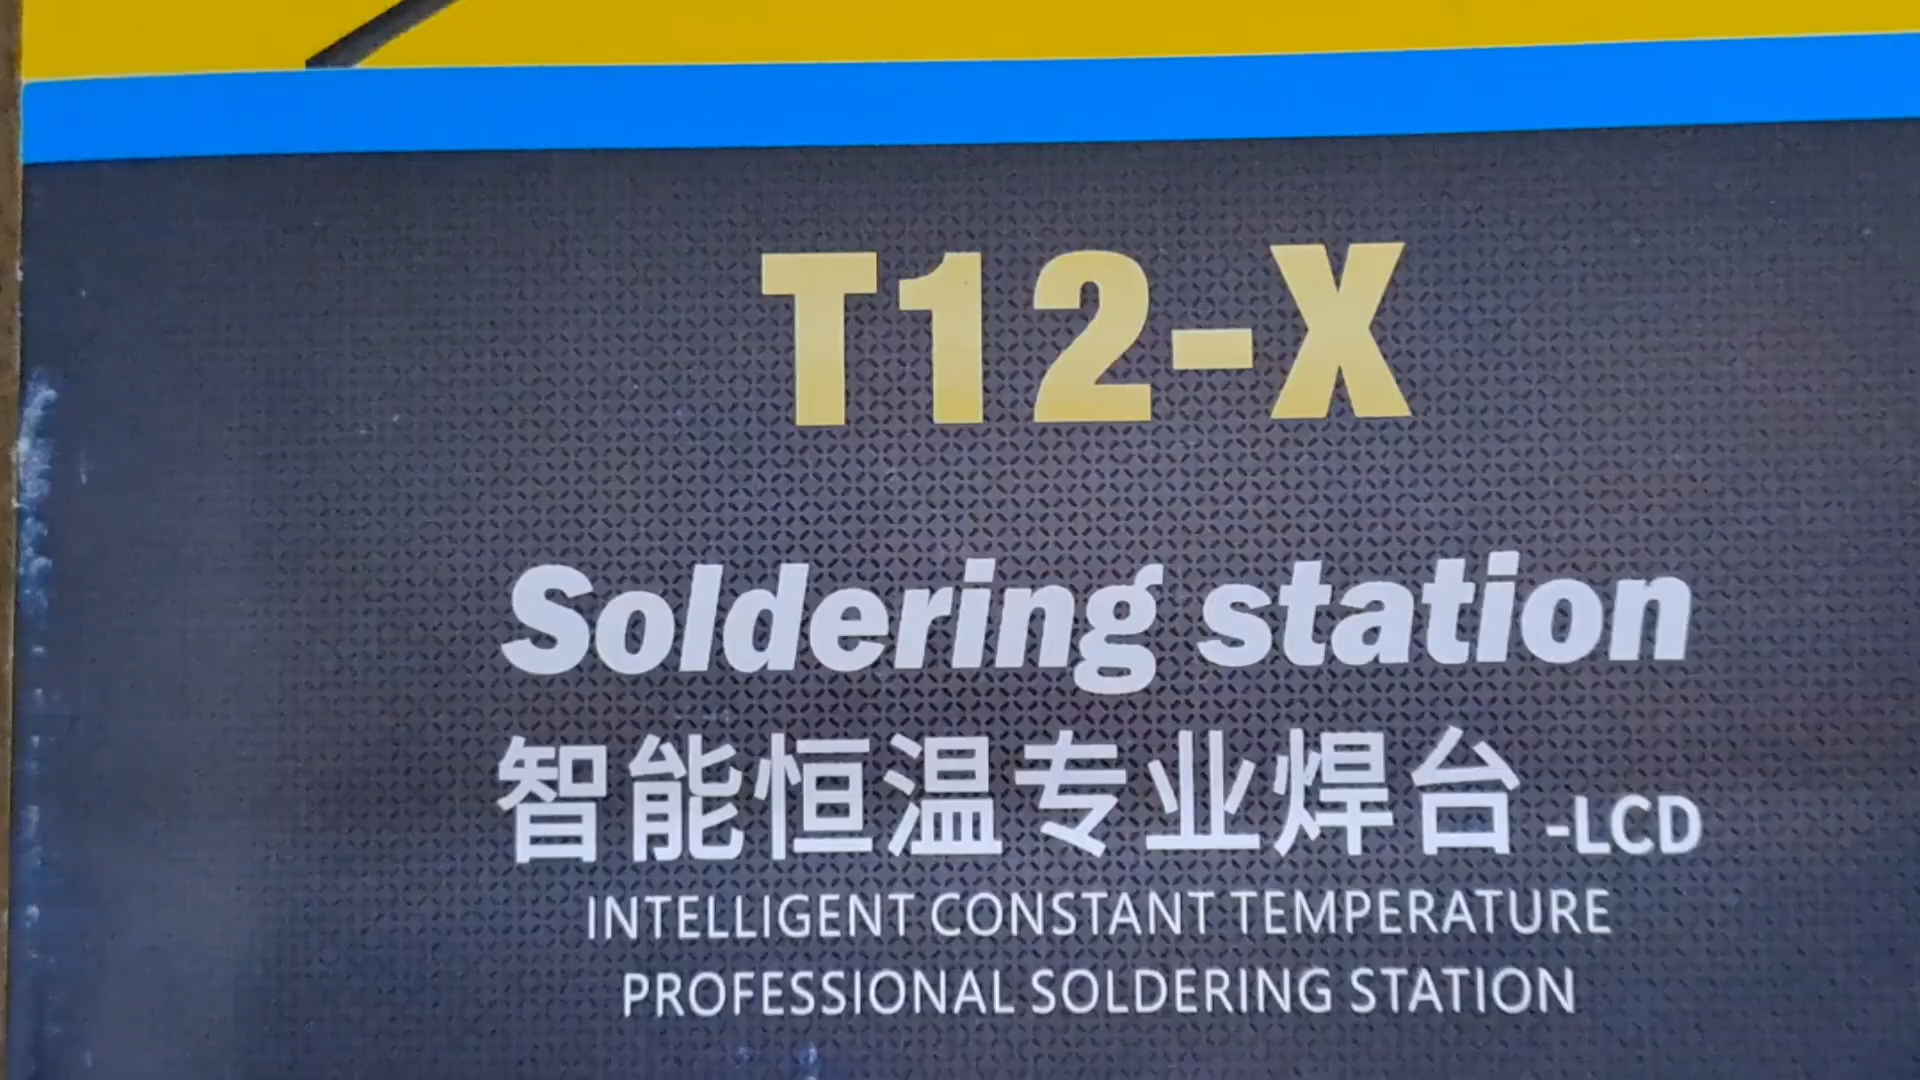 T12-X
Soldering station
智能恒温专业焊台-LCD
INTELLIGENT CONSTANT TEMPERATURE
PROFESSIONAL SOLDERING STATION